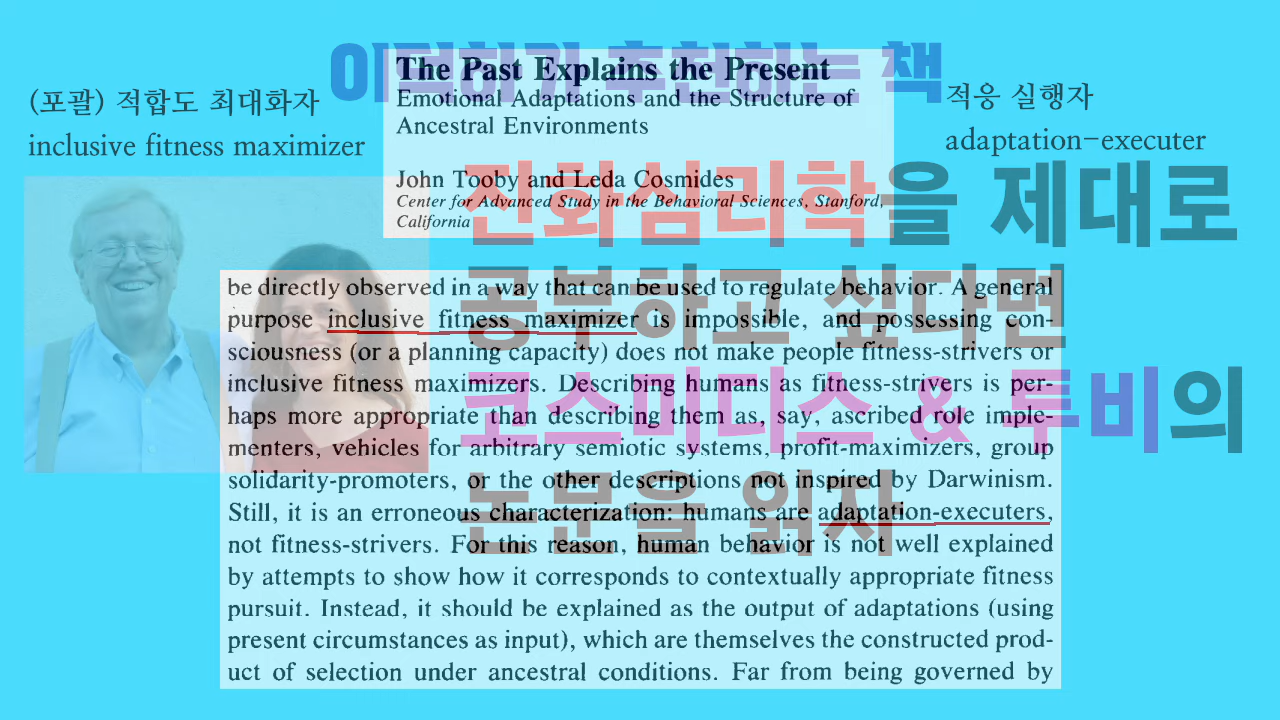 이덕하가 추천하는 책
The Past Explains the Present
Emotional Adaptations and the Structure of
Ancestral Environments
John Tooby and Leda Cosmides
Center for Advanced Study in the Behavioral Sciences, Stanford,
California
(포괄) 적합도 최대화자
inclusive fitness maximizer
적응 실행자
adaptation-executer
진화심리학을 제대로
공부하고 싶다면
코스미디스 & 투비의
논문을 읽자
be directly observed in a way that can be used to regulate behavior. A general
purpose inclusive fitness maximizer is impossible, and possessing con-
sciousness (or a planning capacity) does not make people fitness-strivers or
inclusive fitness maximizers. Describing humans as fitness-strivers is per-
haps more appropriate than describing them as, say, ascribed role imple-
menters, vehicles for arbitrary semiotic systems, profit-maximizers, group
solidarity-promoters, or the other descriptions not inspired by Darwinism.
Still, it is an erroneous characterization: humans are adaptation-executers,
not fitness-strivers. For this reason, human behavior is not well explained
by attempts to show how it corresponds to contextually appropriate fitness
pursuit. Instead, it should be explained as the output of adaptations (using
present circumstances as input), which are themselves the constructed prod-
uct of selection under ancestral conditions. Far from being governed by